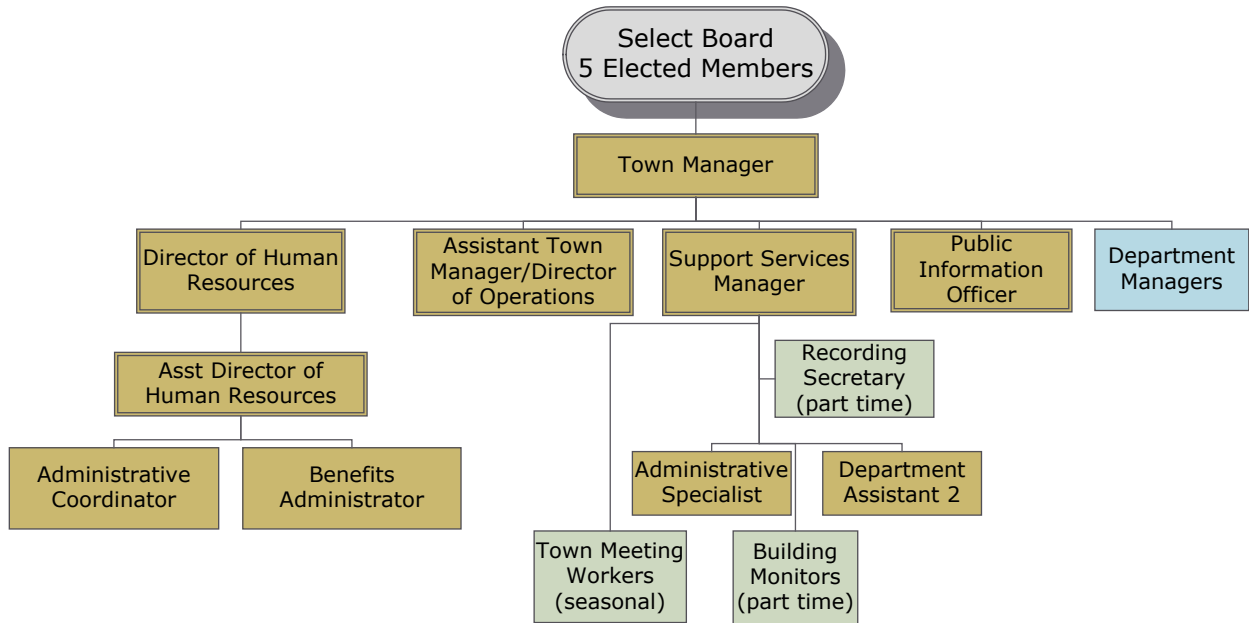 Select Board
5 Elected Members
Town Manager
Director of Human
Resources
Assistant Town
Manager/Director
of Operations
Support Services
Manager
Public
Information
Officer
Department
Managers
Asst Director of
Human Resources
Recording
Secretary
(part time)
Administrative
Coordinator
Benefits
Administrator
Administrative
Specialist
Department
Assistant 2
Town Meeting
Workers
(seasonal)
Building
Monitors
(part time)